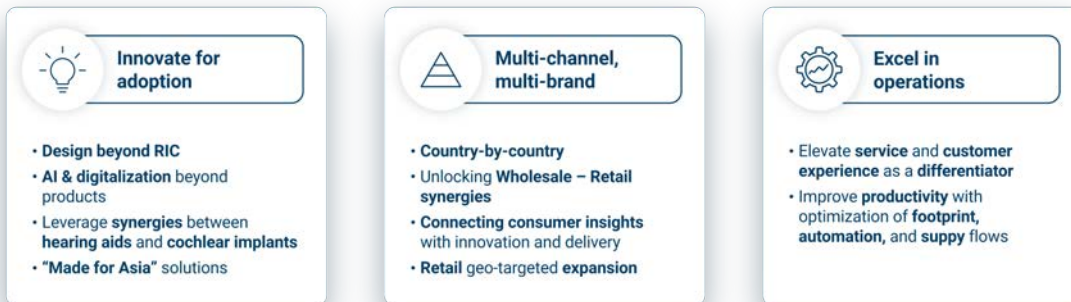 Innovate for
adoption
• Design beyond RIC
• AI & digitalization beyond
products
• Leverage synergies between
hearing aids and cochlear implants
• “Made for Asia” solutions
Multi-channel,
multi-brand
• Country-by-country
• Unlocking Wholesale – Retail
synergies
• Connecting consumer insights
with innovation and delivery
• Retail geo-targeted expansion
Excel in
operations
• Elevate service and customer
experience as a differentiator
• Improve productivity with
optimization of footprint,
automation, and suppy flows